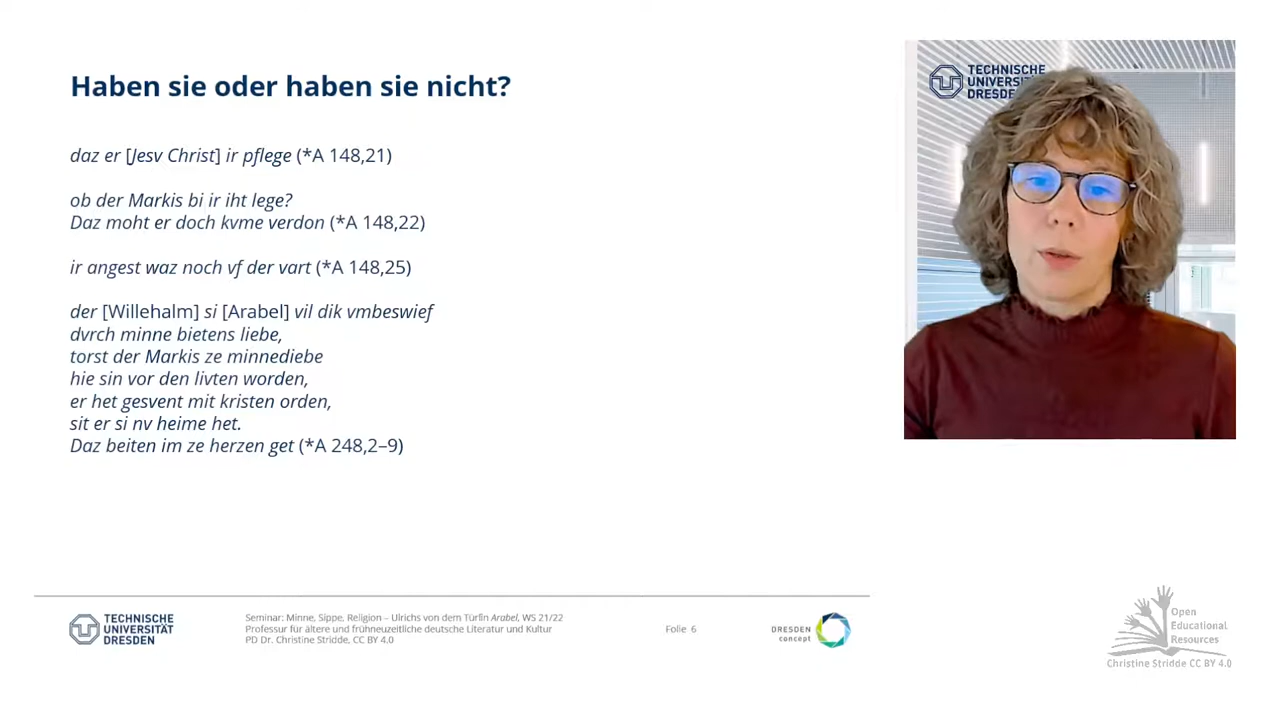 Haben sie oder haben sie nicht?
daz er [Jesv Christ] ir pflege (*A 148,21)
ob der Markis bi ir iht lege?
Daz moht er doch kvme verdon (*A 148,22)
ir angest waz noch vf der vart (*A 148,25)
der [Willehalm] si [Arabel] vil dik vmbeswief
dvrch minne bietens liebe,
torst der Markis ze minnediebe
hie sin vor den livten worden,
er het gesvent mit kristen orden,
sit er si nv heime het.
Daz beiten im ze herzen get (*A 248,2–9)
TECHNISCHE
UNIVERSITÄT
DRESDEN
Seminar: Minne, Sippe, Religion – Ulrichs von dem Türlin Arabel, WS 21/22
Professur für ältere und frühneuzeitliche deutsche Literatur und Kultur
PD Dr. Christine Stridde, CC BY 4.0
Folie 6
DRESDEN
concept
TECHNISCHE
UNIVERSI
DRESDE
Open
Educational
Resources
Christine Stridde CC BY 4.0